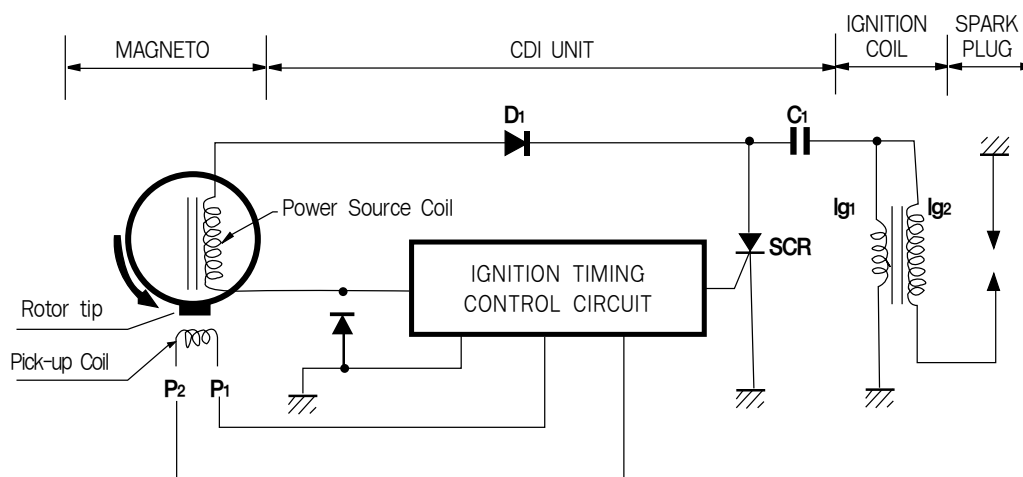 MAGNETO
CDI UNIT
IGNITION
COIL
SPARK
PLUG
D1
C1
Power Source Coil
Ig1
Ig2
SCR
IGNITION TIMING
CONTROL CIRCUIT
Rotor tip
Pick-up Coil
P2
P1